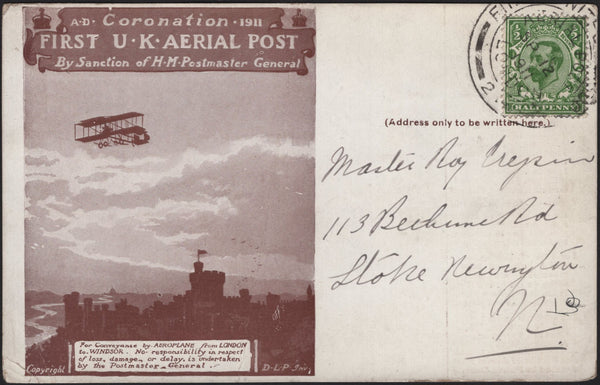 A·D· Coronation · 1911
FIRST U·K·AERIAL POST
By Sanction of H·M·Postmaster General
HALFPENNY
(Address only to be written here.)
Master Roy
113 Rd
Stoke Newington
N
For Conveyance by AEROPLANE from LONDON
to WINDSOR. No responsibility in respect
of loss, damage, or delay, is undertaken
by the Postmaster General
Copyright
D·L·P Inv